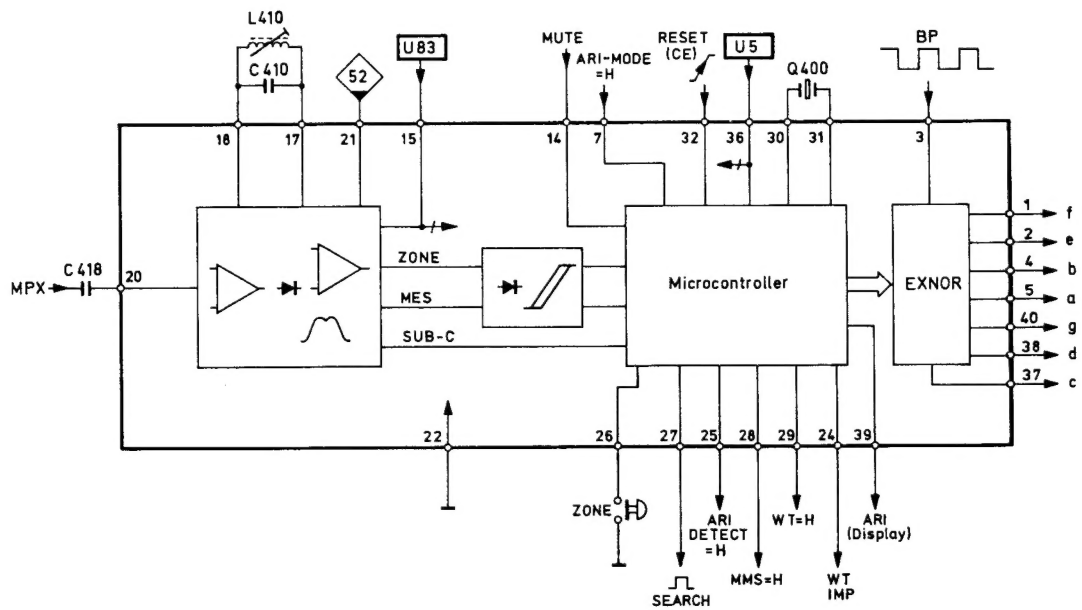 L410
C410
52
U83
MUTE
ARI-MODE
=H
RESET
(CE)
U5
Q400
BP
18
17
21
15
14
7
32
36
30
31
3
MPX
C418
20
ZONE
MES
SUB-C
Microcontroller
EXNOR
1
f
2
e
4
b
5
a
40
g
38
d
37
c
22
26
27
25
28
29
24
39
ZONE
SEARCH
ARI
DETECT
=H
MMS=H
WT=H
WT
IMP
ARI
(Display)